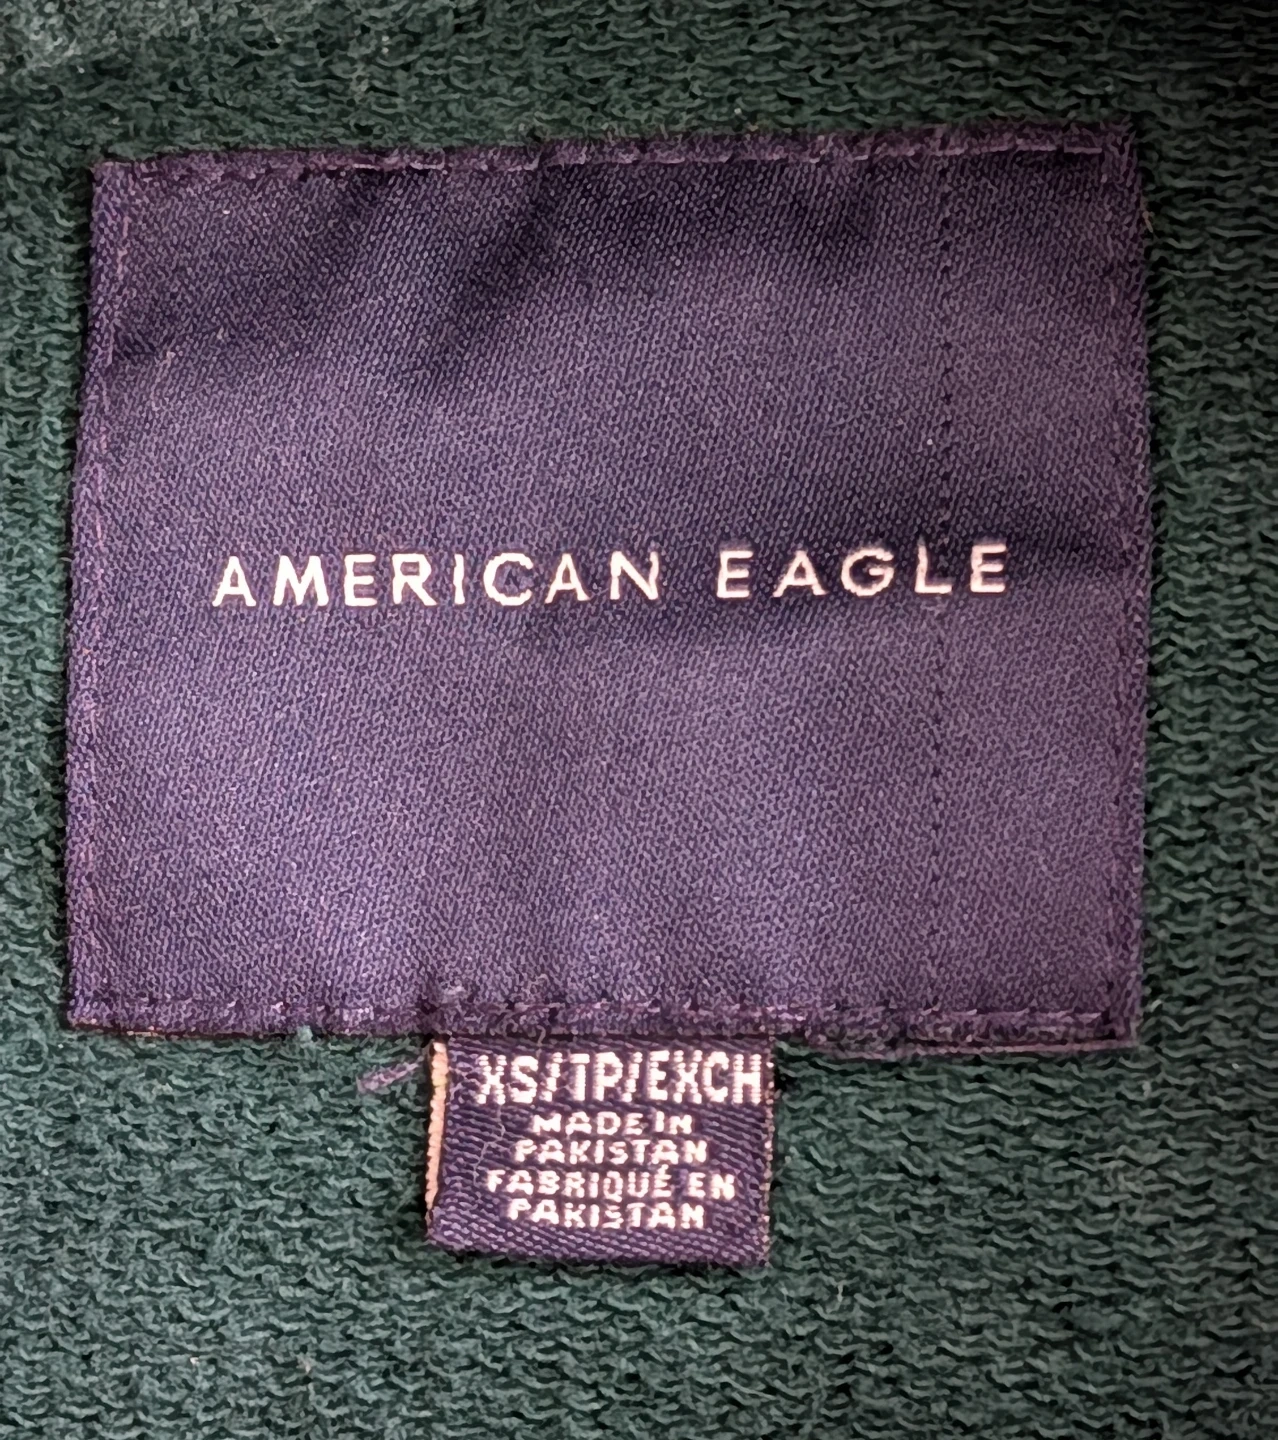 AMERICAN EAGLE
XS/TP/EXCH
MADE IN
PAKISTAN
FABRIQUÉ EN
PAKISTAN